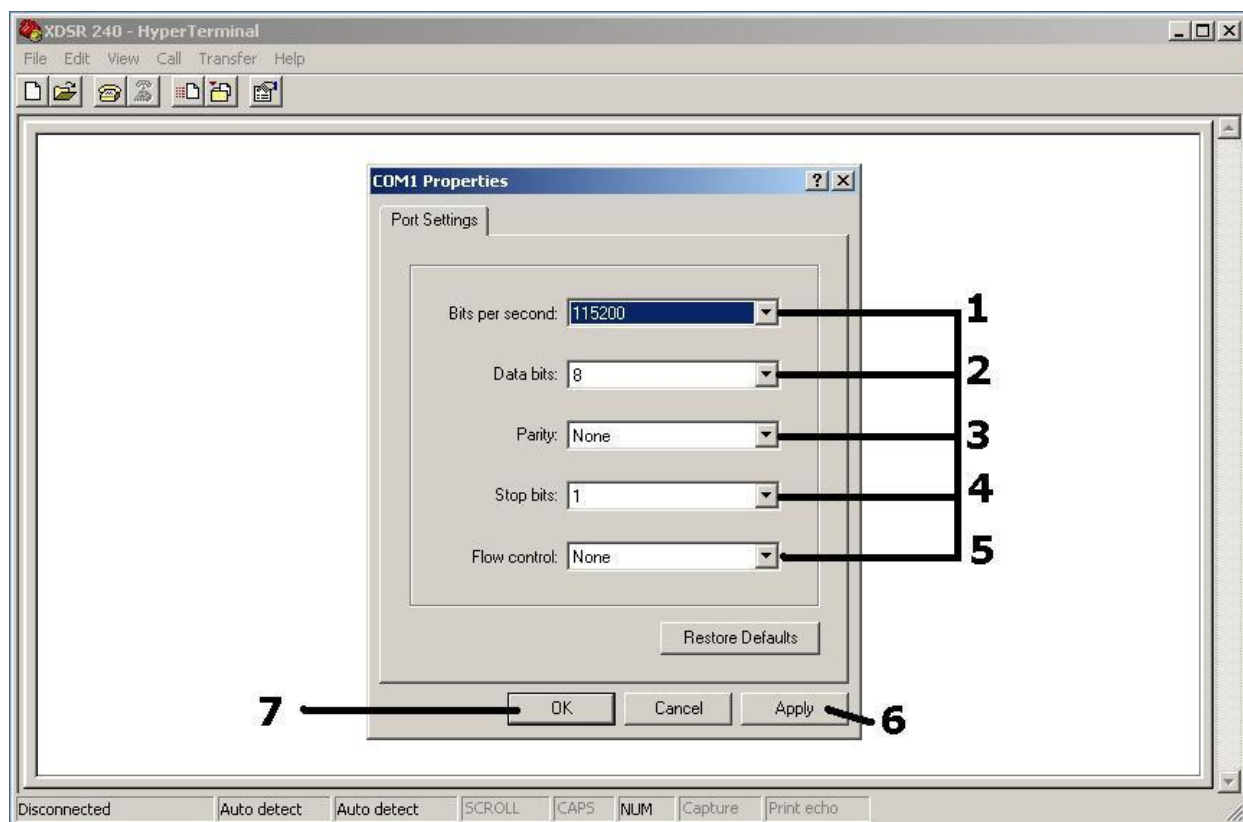 XDSR 240 - HyperTerminal
File Edit View Call Transfer Help
COM1 Properties
Port Settings
Bits per second: 115200 1
Data bits: 8 2
Parity: None 3
Stop bits: 1 4
Flow control: None 5
Restore Defaults
7 OK Cancel Apply 6
Disconnected Auto detect Auto detect SCROLL CAPS NUM Capture Print echo